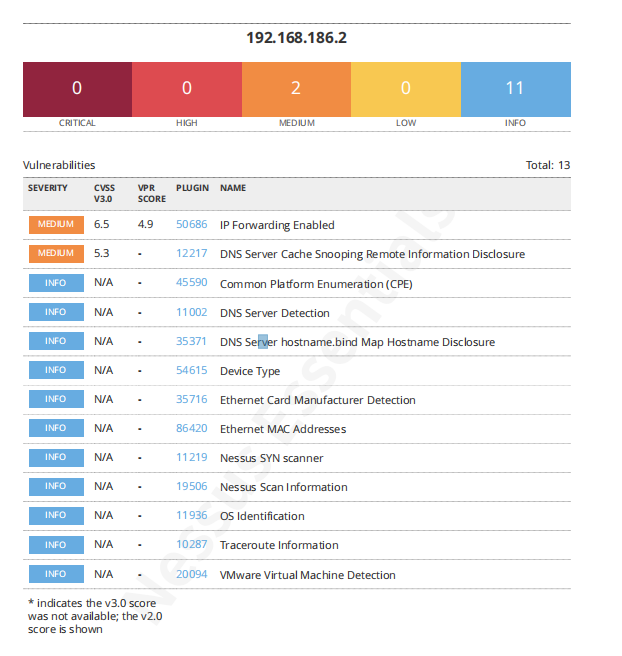 192.168.186.2
0 0 2 0 11
CRITICAL HIGH MEDIUM LOW INFO
Vulnerabilities Total: 13
SEVERITY CVSS V3.0 VPR SCORE PLUGIN NAME
MEDIUM 6.5 4.9 50686 IP Forwarding Enabled
MEDIUM 5.3 - 12217 DNS Server Cache Snooping Remote Information Disclosure
INFO N/A - 45590 Common Platform Enumeration (CPE)
INFO N/A - 11002 DNS Server Detection
INFO N/A - 35371 DNS Server hostname.bind Map Hostname Disclosure
INFO N/A - 54615 Device Type
INFO N/A - 35716 Ethernet Card Manufacturer Detection
INFO N/A - 86420 Ethernet MAC Addresses
INFO N/A - 11219 Nessus SYN scanner
INFO N/A - 19506 Nessus Scan Information
INFO N/A - 11936 OS Identification
INFO N/A - 10287 Traceroute Information
INFO N/A - 20094 VMware Virtual Machine Detection
* indicates the v3.0 score
was not available; the v2.0
score is shown
Nessus Essentials